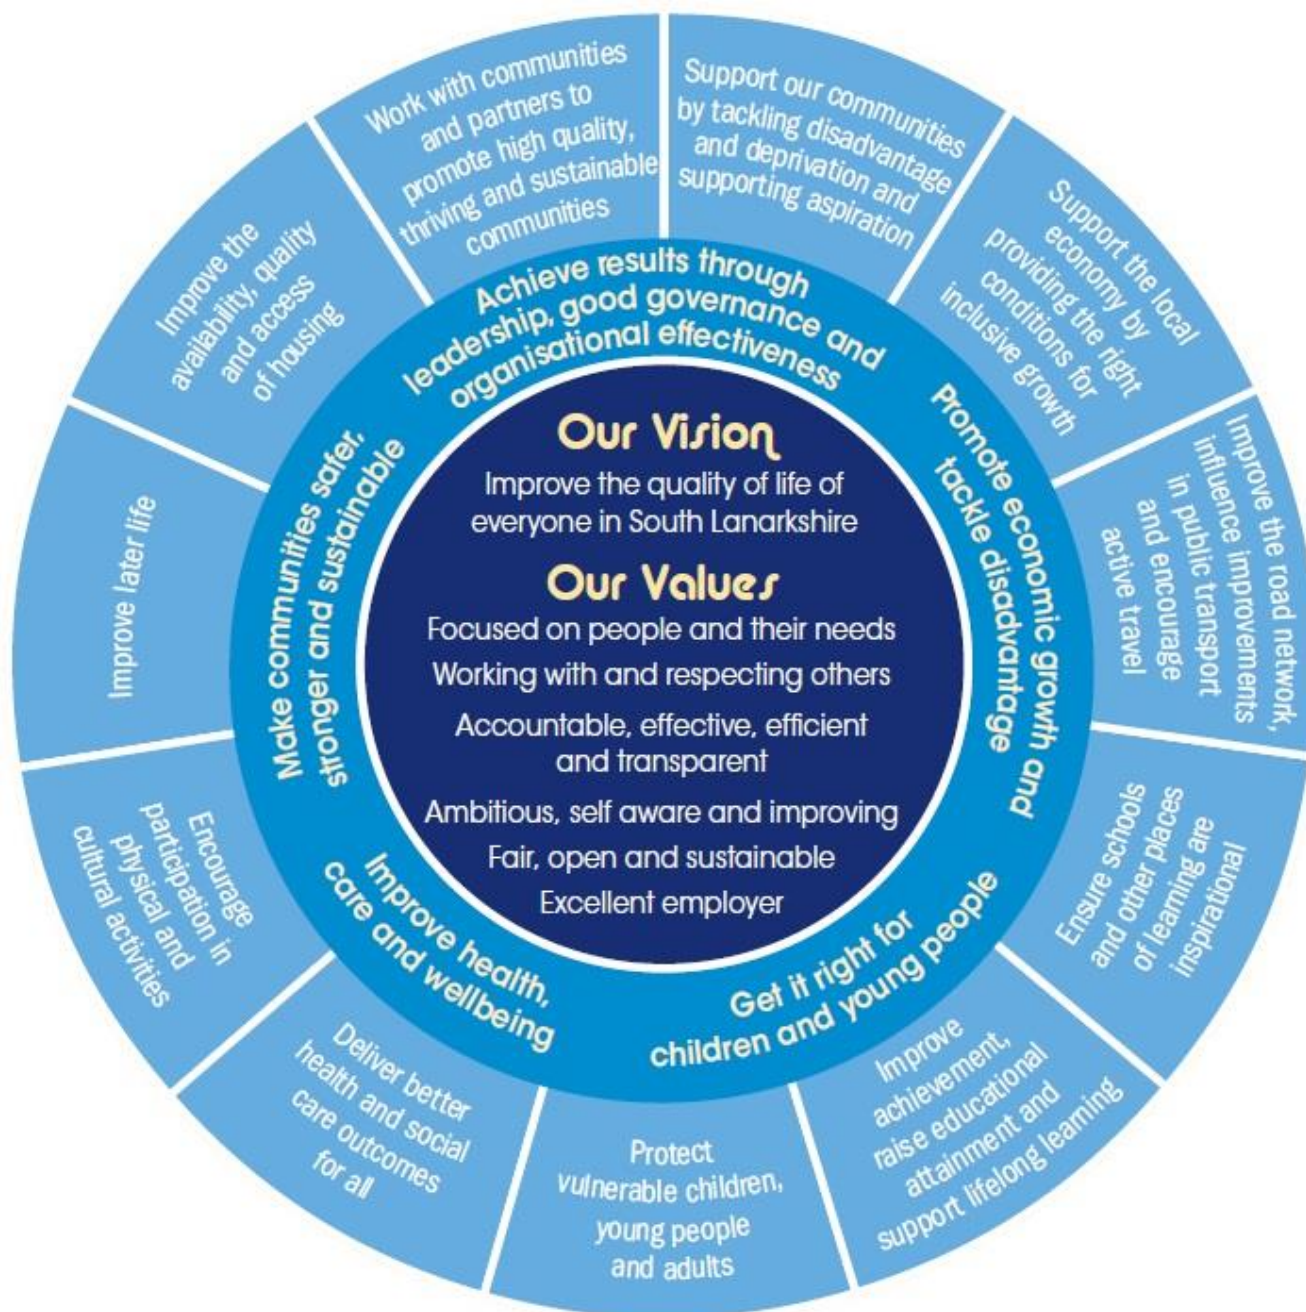 Our Vision
Improve the quality of life of
everyone in South Lanarkshire
Our Values
Focused on people and their needs
Working with and respecting others
Accountable, effective, efficient
and transparent
Ambitious, self aware and improving
Fair, open and sustainable
Excellent employer
Achieve results through
leadership, good governance and
organisational effectiveness
Promote economic growth and
tackle disadvantage
Get it right for
children and young people
Improve health,
care and wellbeing
Make communities safer,
stronger and sustainable
Support our communities
by tackling disadvantage
and deprivation and
supporting aspiration
Support the local
economy by
providing the right
conditions for
inclusive growth
Improve the road network,
influence improvements
in public transport
and encourage
active travel
Ensure schools
and other places
of learning are
inspirational
Improve
achievement,
raise educational
attainment and
support lifelong learning
Protect
vulnerable children,
young people
and adults
Deliver better
health and social
care outcomes
for all
Encourage
participation in
physical and
cultural activities
Improve later life
Improve the
availability, quality
and access
of housing
Work with communities
and partners to
promote high quality,
thriving and sustainable
communities